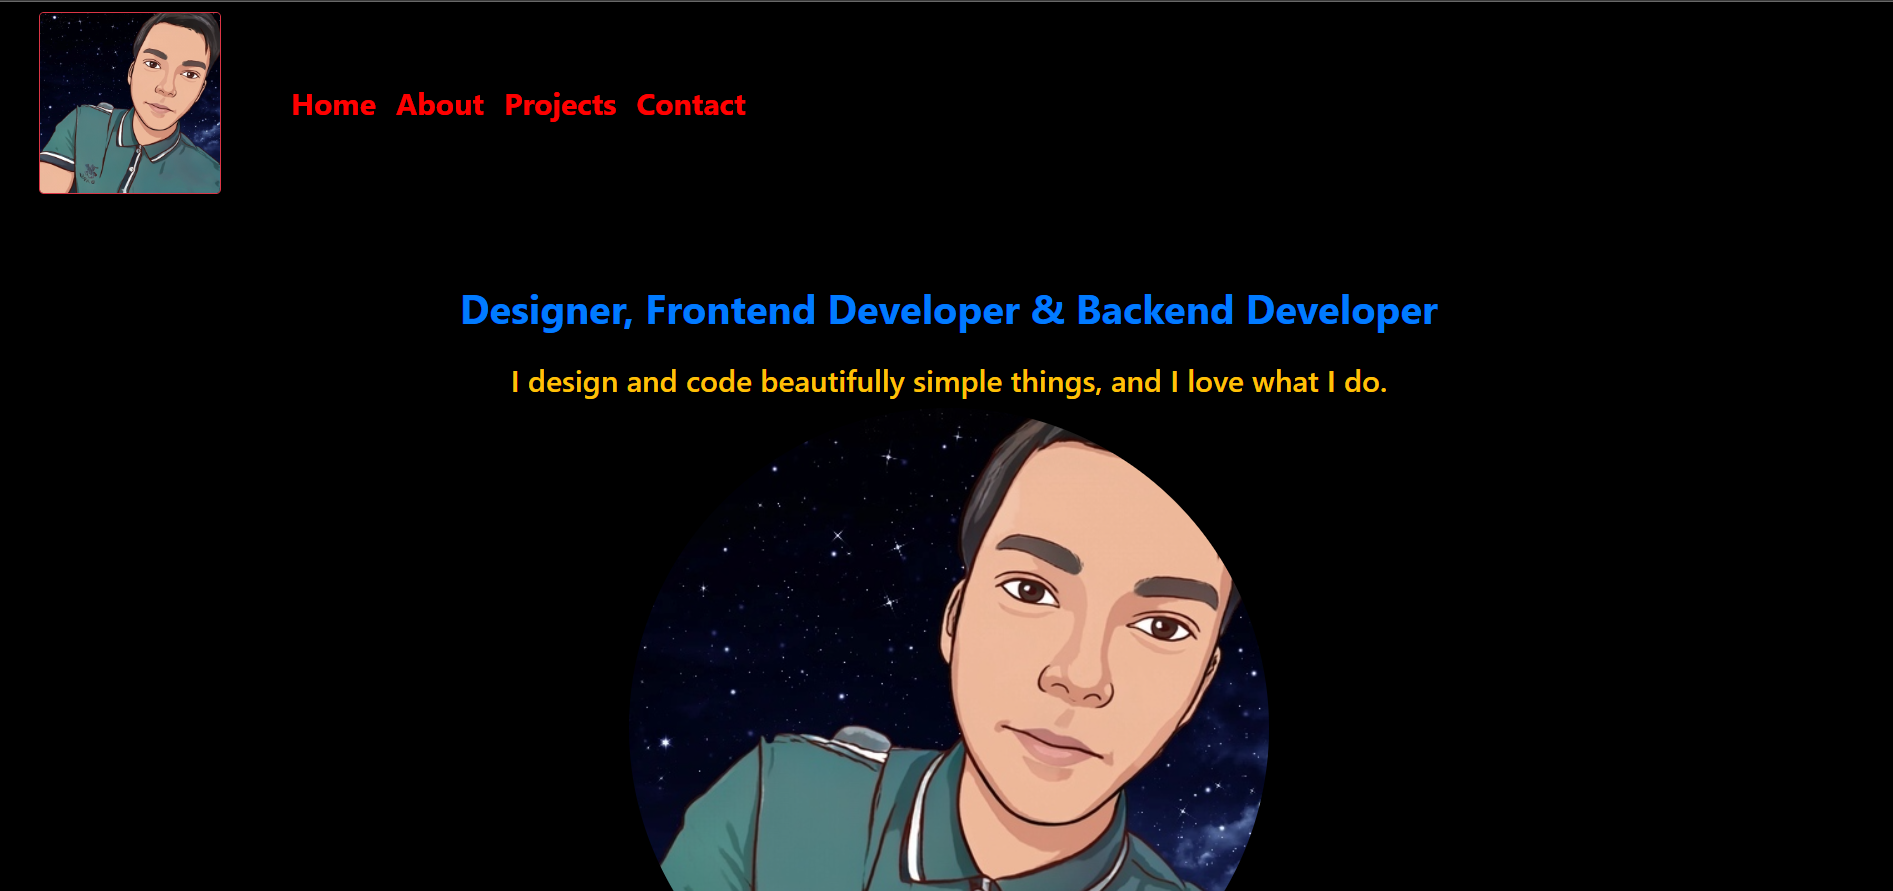 Home About Projects Contact
Designer, Frontend Developer & Backend Developer
I design and code beautifully simple things, and I love what I do.